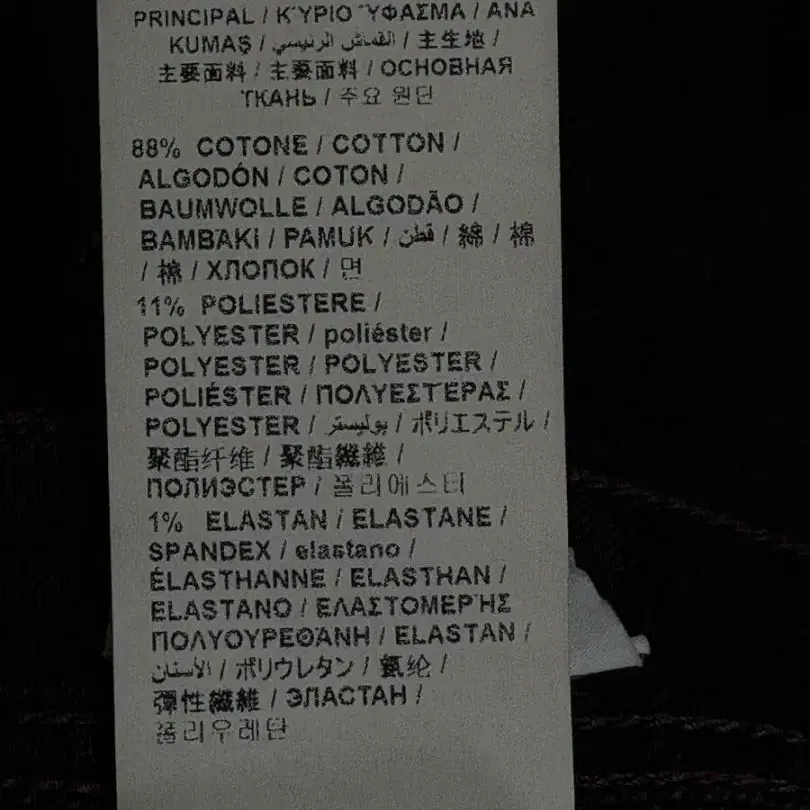 PRINCIPAL / ΚΎΡΙΟ ΎΦΑΣΜΑ / ANA
KUMAŞ / القماش الرئيسي / 主生地 /
主要面料 / 主要面料 / ОСНОВНАЯ
ТКАНЬ / 주요 원단
88% COTONE / COTTON /
ALGODÓN / COTON /
BAUMWOLLE / ALGODÃO /
ΒΑΜΒΆΚΙ / PAMUK / قطن / 綿 / 棉
/ 棉 / ХЛОПОК / 면
11% POLIESTERE /
POLYESTER / poliéster /
POLYESTER / POLYESTER /
POLIÉSTER / ΠΟΛΥΕΣΤΈΡΑΣ /
POLYESTER / بوليستر / ポリエステル /
聚酯纤维 / 聚酯纖維 /
ПОЛИЭСТЕР / 폴리에스터
1% ELASTAN / ELASTANE /
SPANDEX / elastano /
ÉLASTHANNE / ELASTHAN /
ELASTANO / ΕΛΑΣΤΟΜΕΡΉΣ
ΠΟΛΥΟΥΡΕΘΆΝΗ / ELASTAN /
الأسنان / ポリウレタン / 氨纶 /
彈性纖維 / ЭЛАСТАН /
폴리우레탄